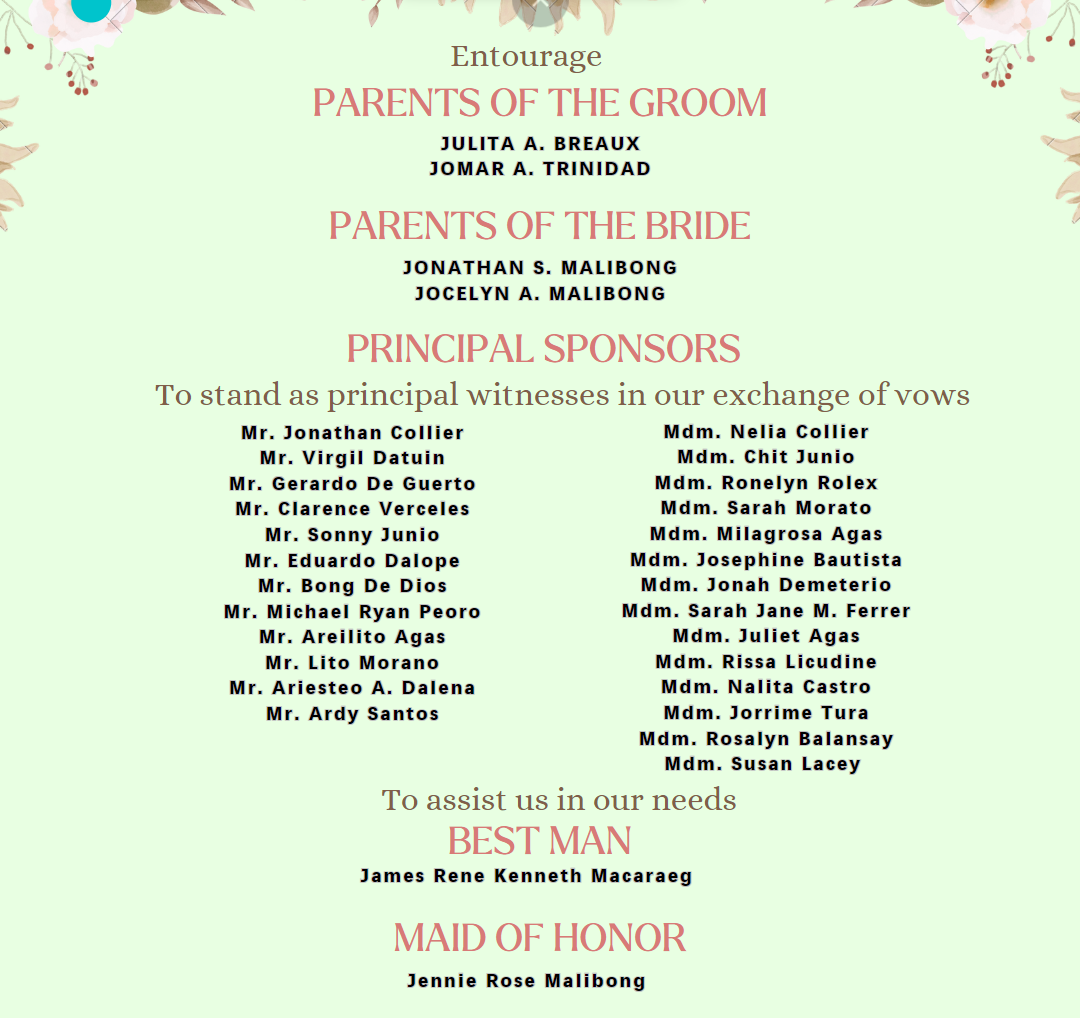 Entourage
PARENTS OF THE GROOM
JULITA A. BREAUX
JOMAR A. TRINIDAD
PARENTS OF THE BRIDE
JONATHAN S. MALIBONG
JOCELYN A. MALIBONG
PRINCIPAL SPONSORS
To stand as principal witnesses in our exchange of vows
Mr. Jonathan Collier
Mr. Virgil Datuin
Mr. Gerardo De Guerto
Mr. Clarence Verceles
Mr. Sonny Junio
Mr. Eduardo Dalope
Mr. Bong De Dios
Mr. Michael Ryan Peoro
Mr. Areilito Agas
Mr. Lito Morano
Mr. Ariesteo A. Dalena
Mr. Ardy Santos
Mdm. Nelia Collier
Mdm. Chit Junio
Mdm. Ronelyn Rolex
Mdm. Sarah Morato
Mdm. Milagrosa Agas
Mdm. Josephine Bautista
Mdm. Jonah Demeterio
Mdm. Sarah Jane M. Ferrer
Mdm. Juliet Agas
Mdm. Rissa Licudine
Mdm. Nalita Castro
Mdm. Jorrime Tura
Mdm. Rosalyn Balansay
Mdm. Susan Lacey
To assist us in our needs
BEST MAN
James Rene Kenneth Macaraeg
MAID OF HONOR
Jennie Rose Malibong